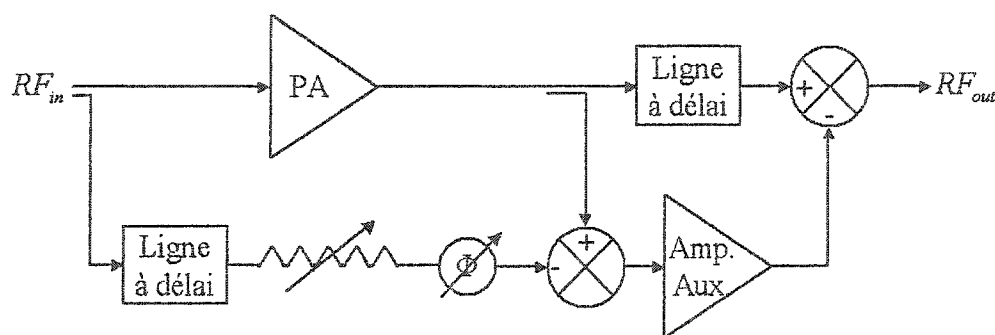 RF_in
PA
Ligne
à délai
+
-
RF_out
Ligne
à délai
Φ
-
+
Amp.
Aux.